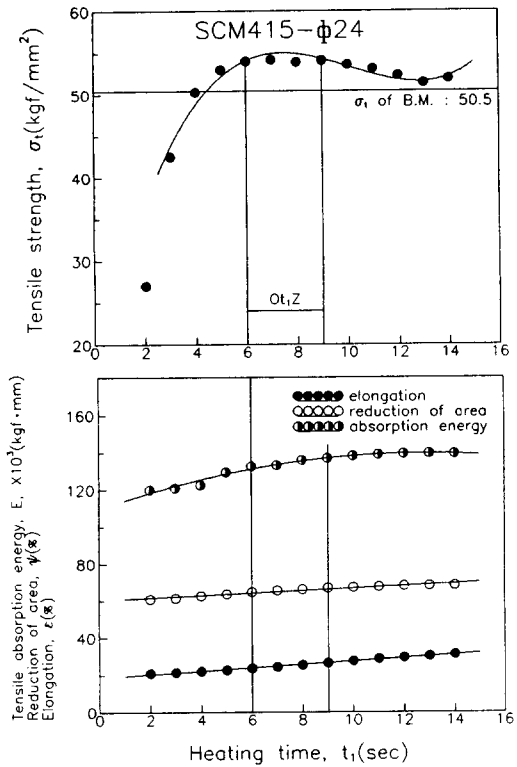 SCM415-ф24
60
50
40
30
20
Tensile strength, σt(kgf/mm²)
σt of B.M. : 50.5
Ot₁Z
0 2 4 6 8 10 12 14 16
elongation
reduction of area
absorption energy
160
120
80
40
0
Tensile absorption energy, E, X10³(kgf·mm)
Reduction of area, ψ(%)
Elongation, ε(%)
0 2 4 6 8 10 12 14 16
Heating time, t₁(sec)